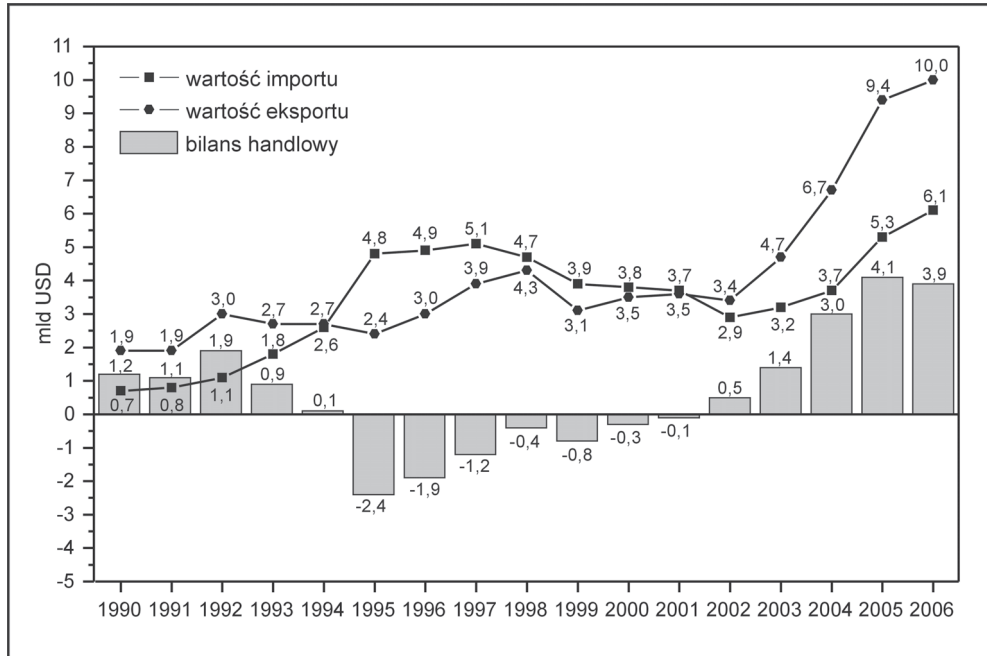 mld USD
11
10
9
8
7
6
5
4
3
2
1
0
-1
-2
-3
-4
-5
wartość importu
wartość eksportu
bilans handlowy
1,9 1,9 3,0 2,7 2,7 2,4 3,0 3,9 4,3 3,1 3,5 3,5 3,4 4,7 6,7 9,4 10,0
0,7 0,8 1,1 1,8 2,6 4,8 4,9 5,1 4,7 3,9 3,8 3,7 2,9 3,2 3,7 5,3 6,1
1,2 1,1 1,9 0,9 0,1 -2,4 -1,9 -1,2 -0,4 -0,8 -0,3 -0,1 0,5 1,4 3,0 4,1 3,9
1990 1991 1992 1993 1994 1995 1996 1997 1998 1999 2000 2001 2002 2003 2004 2005 2006